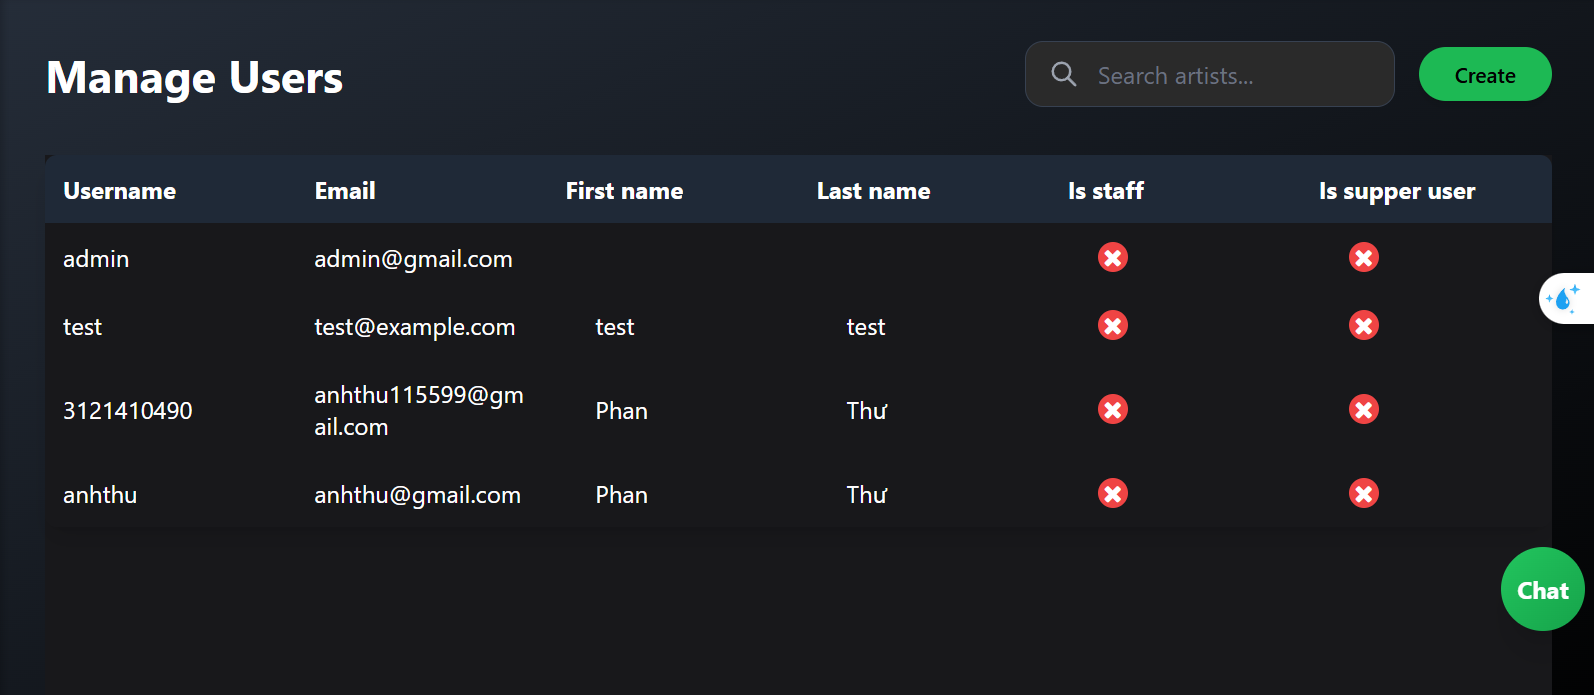 Manage Users
Search artists...
Create
Username Email First name Last name Is staff Is supper user
admin admin@gmail.com
test test@example.com test test
3121410490 anhthu115599@gm
ail.com Phan Thư
anhthu anhthu@gmail.com Phan Thư
Chat